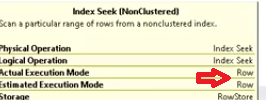 Index Seek (NonClustered)
Scan a particular range of rows from a nonclustered index.
Physical Operation Index Seek
Logical Operation Index Seek
Actual Execution Mode Row
Estimated Execution Mode Row
Storage RowStore